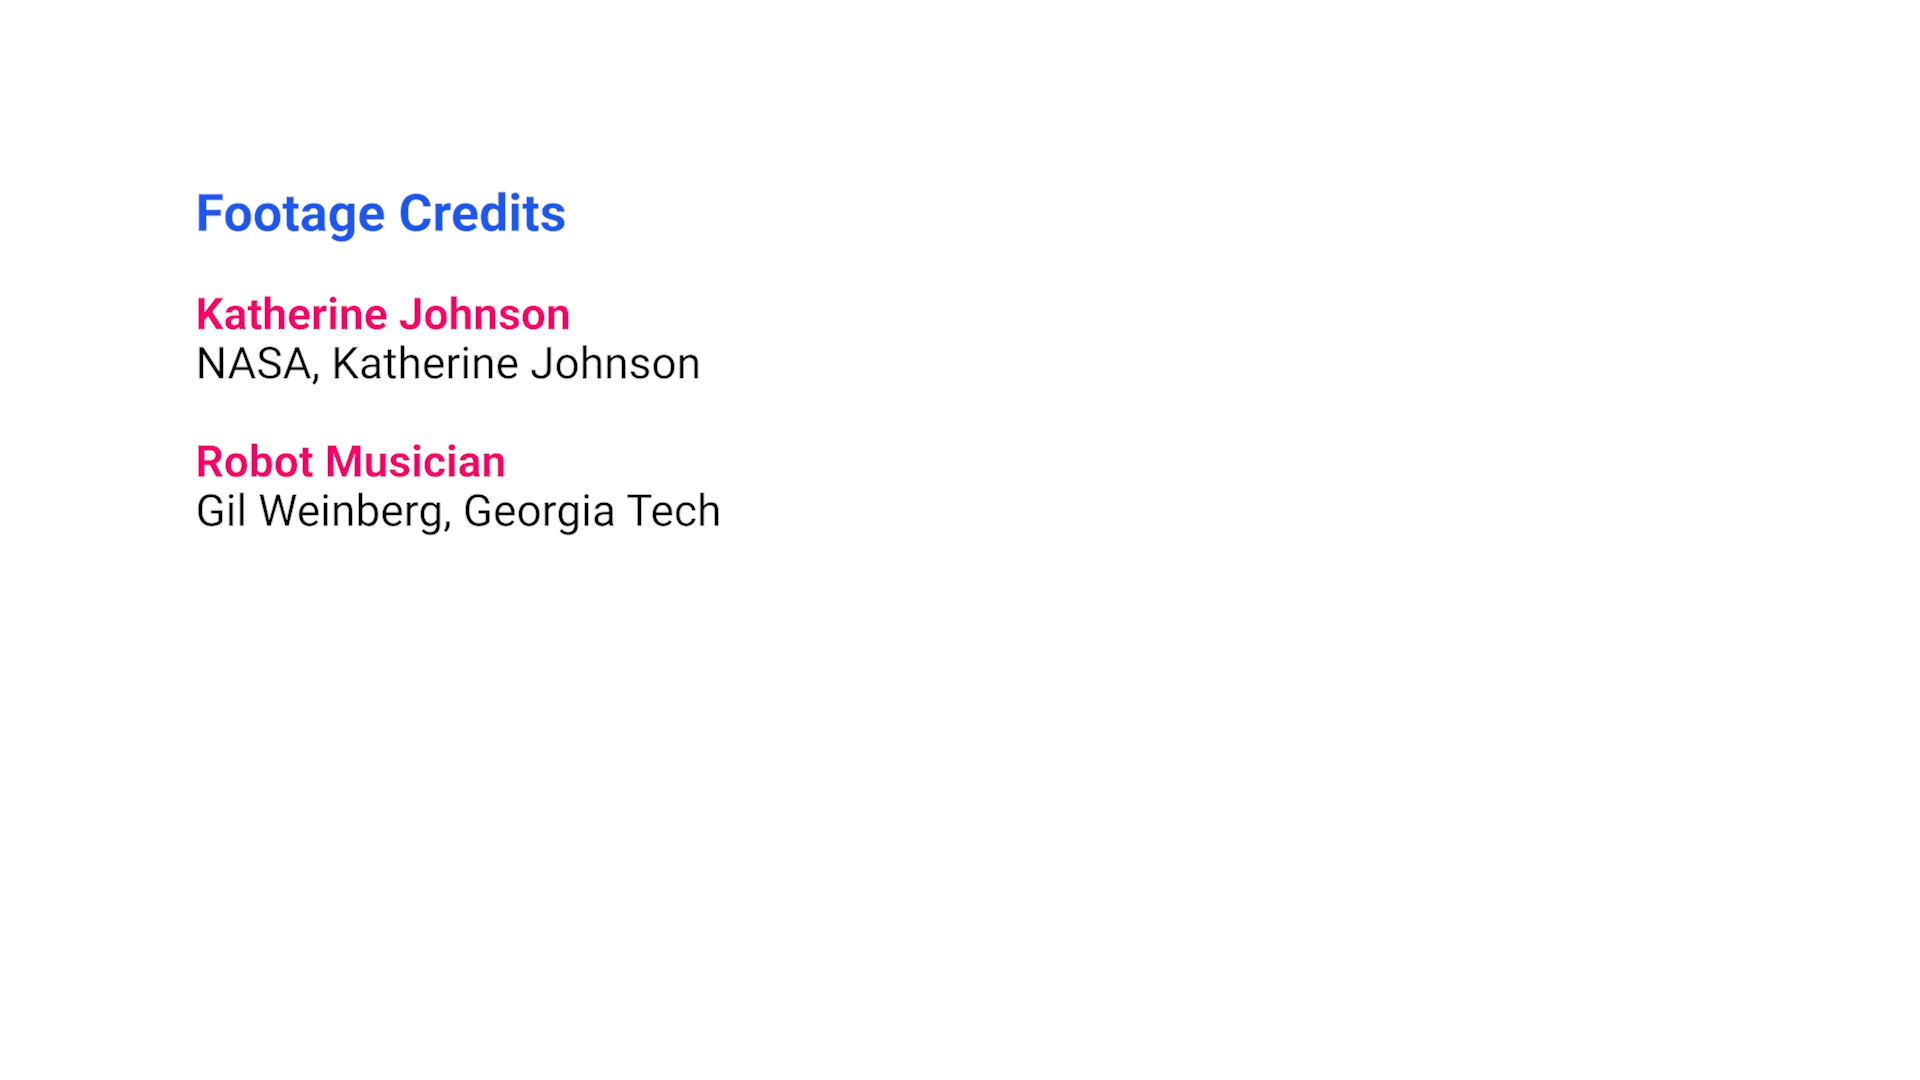 Footage Credits
Katherine Johnson
NASA, Katherine Johnson
Robot Musician
Gil Weinberg, Georgia Tech